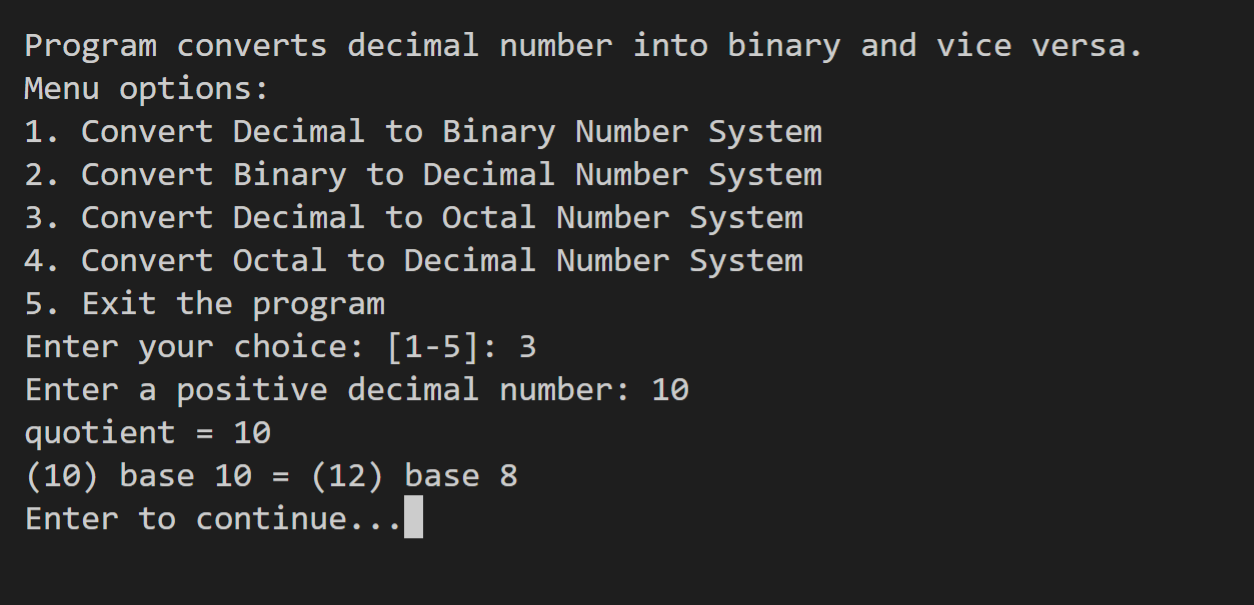 Program converts decimal number into binary and vice versa.
Menu options:
1. Convert Decimal to Binary Number System
2. Convert Binary to Decimal Number System
3. Convert Decimal to Octal Number System
4. Convert Octal to Decimal Number System
5. Exit the program
Enter your choice: [1-5]: 3
Enter a positive decimal number: 10
quotient = 10
(10) base 10 = (12) base 8
Enter to continue...